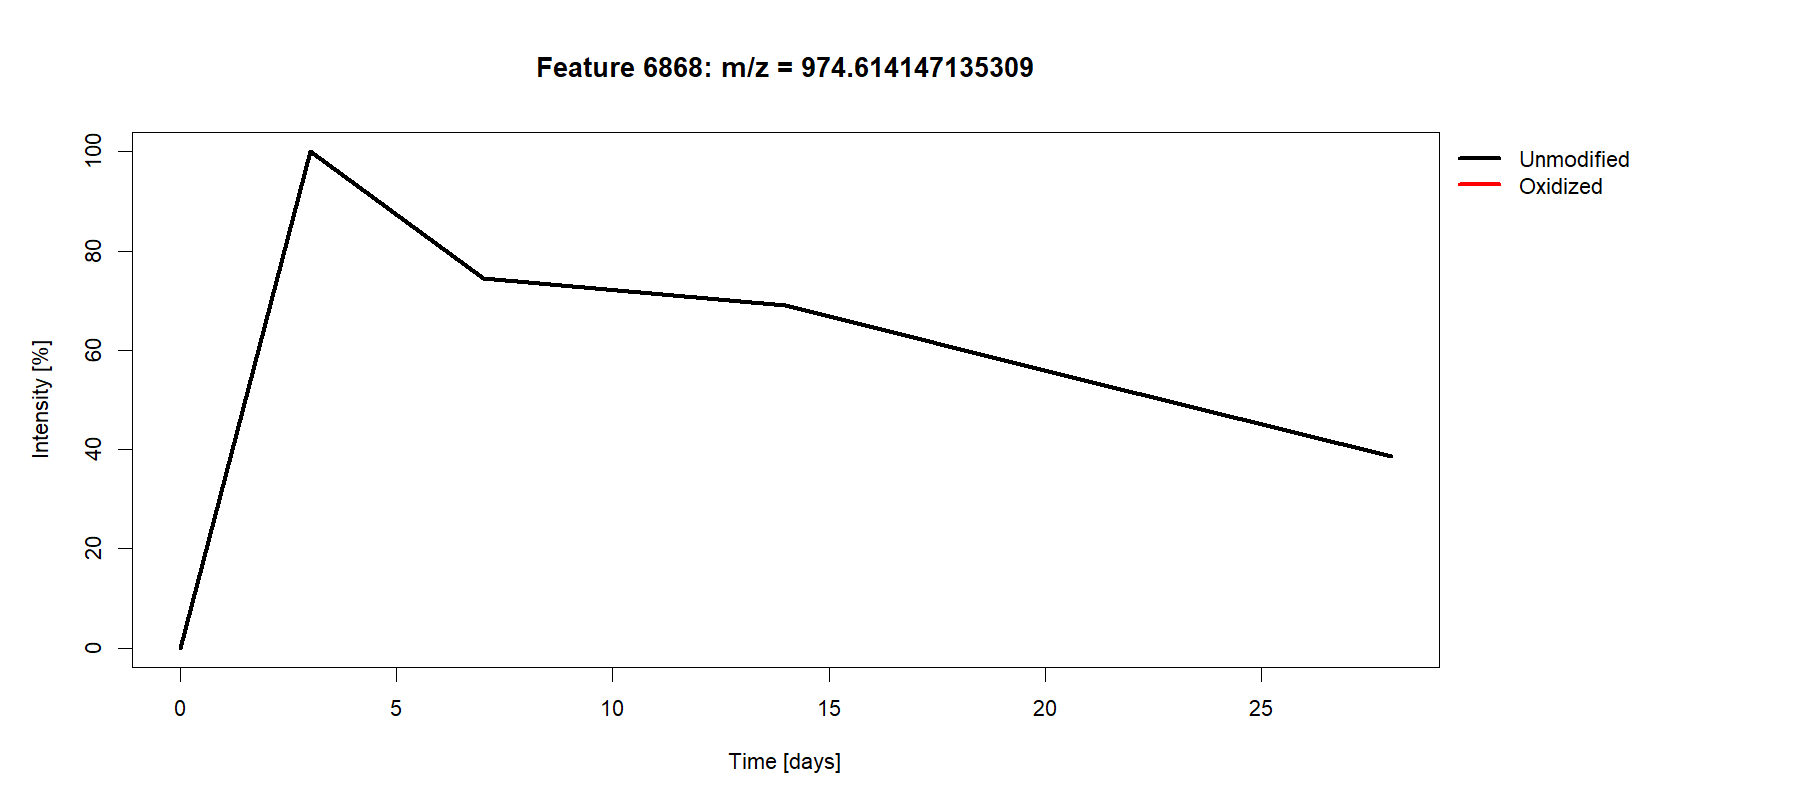 Feature 6868: m/z = 974.614147135309
Unmodified
Oxidized
Intensity [%]
100
80
60
40
20
0
0 5 10 15 20 25
Time [days]